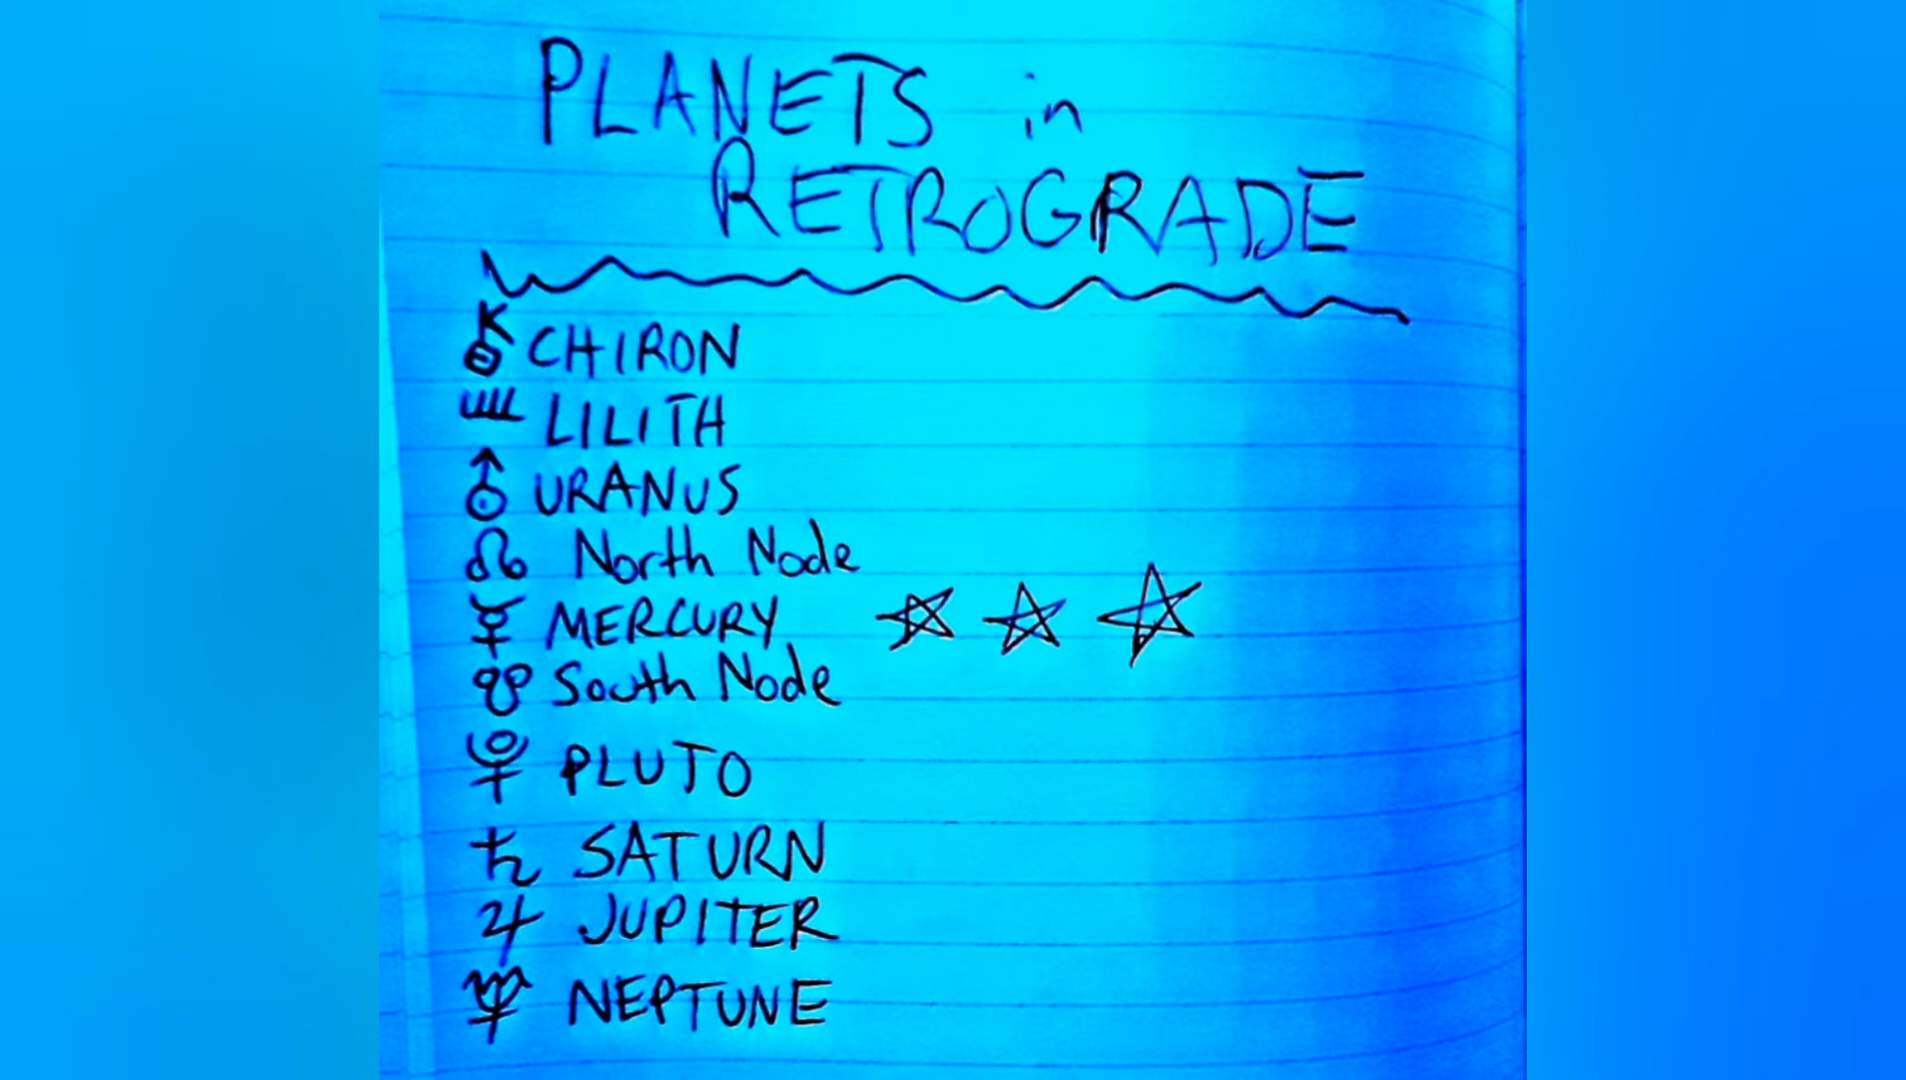 PLANETS in
RETROGRADE
CHIRON
LILITH
♅ URANUS
☊ North Node
☿ MERCURY
☋ South Node
PLUTO
♄ SATURN
♃ JUPITER
♆ NEPTUNE